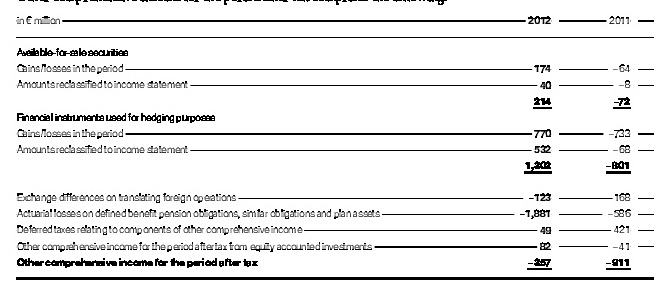 in € million 2012 2011
Available-for-sale securities
Gains/losses in the period 174 –64
Amounts reclassified to income statement 40 –8
214 –72
Financial instruments used for hedging purposes
Gains/losses in the period 770 –733
Amounts reclassified to income statement 532 –68
1,302 –801
Exchange differences on translating foreign operations –123 168
Actuarial losses on defined benefit pension obligations, similar obligations and plan assets –1,881 –586
Deferred taxes relating to components of other comprehensive income 49 421
Other comprehensive income for the period after tax from equity accounted investments 82 –41
Other comprehensive income for the period after tax –357 –911